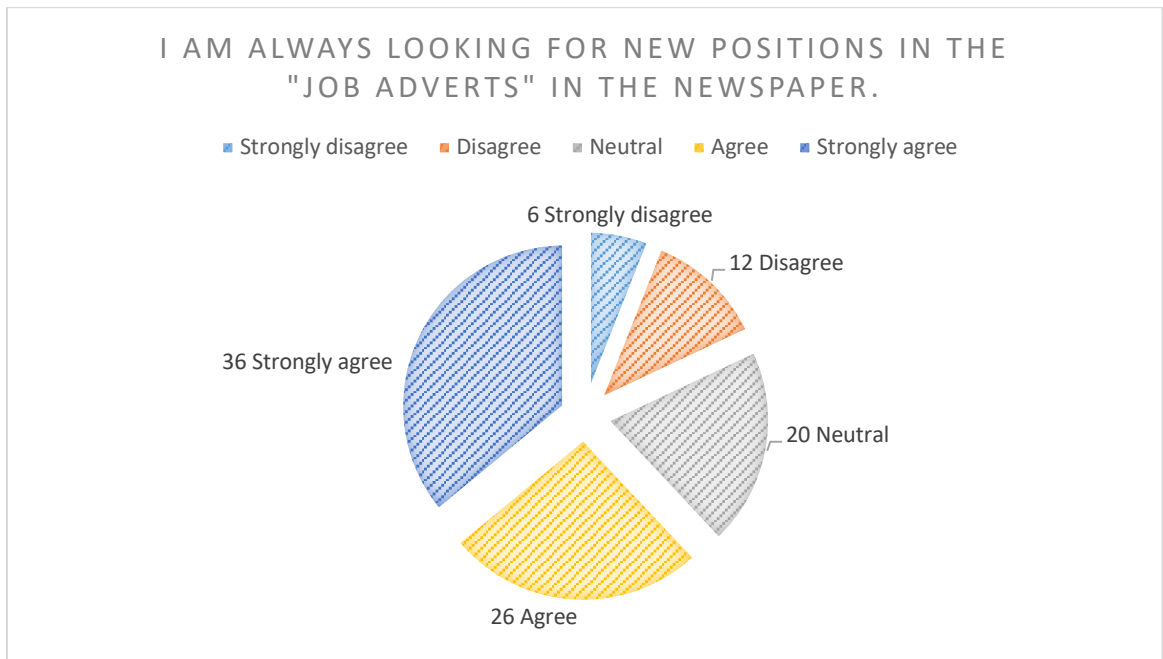 I AM ALWAYS LOOKING FOR NEW POSITIONS IN THE
"JOB ADVERTS" IN THE NEWSPAPER.
Strongly disagree Disagree Neutral Agree Strongly agree
6 Strongly disagree
12 Disagree
36 Strongly agree
20 Neutral
26 Agree